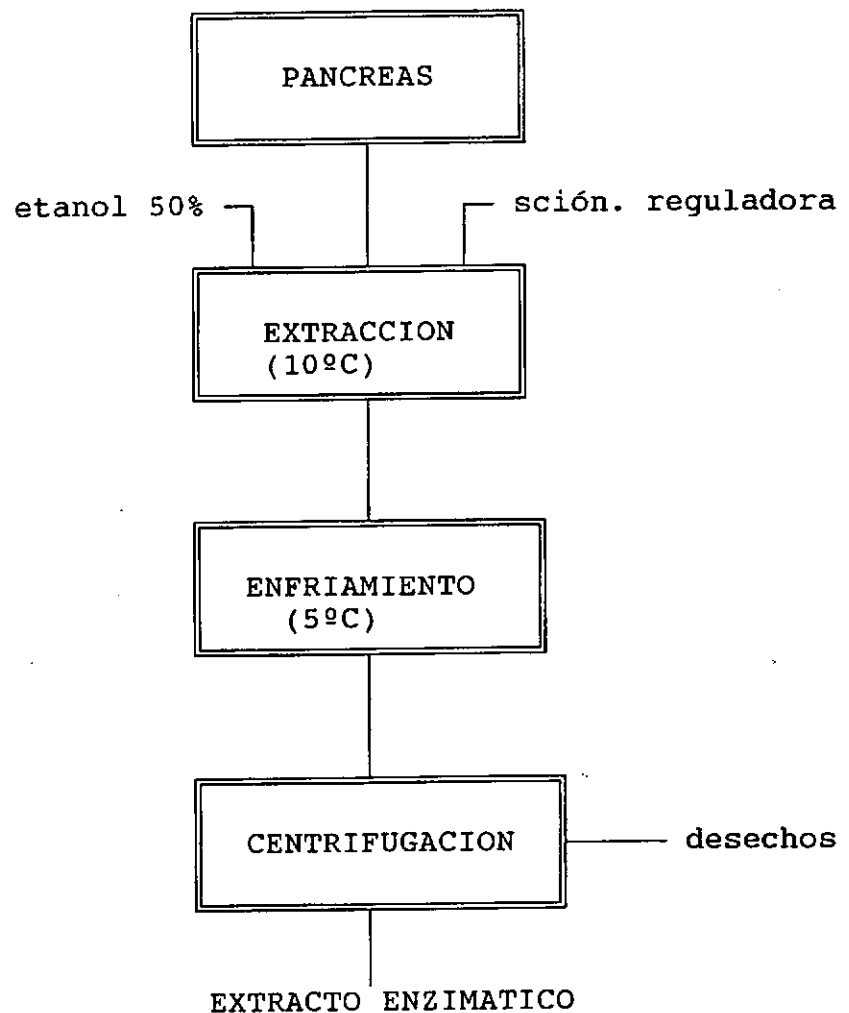 PANCREAS
etanol 50%
sción. reguladora
EXTRACCION
(10ºC)
ENFRIAMIENTO
(5ºC)
CENTRIFUGACION
desechos
EXTRACTO ENZIMATICO